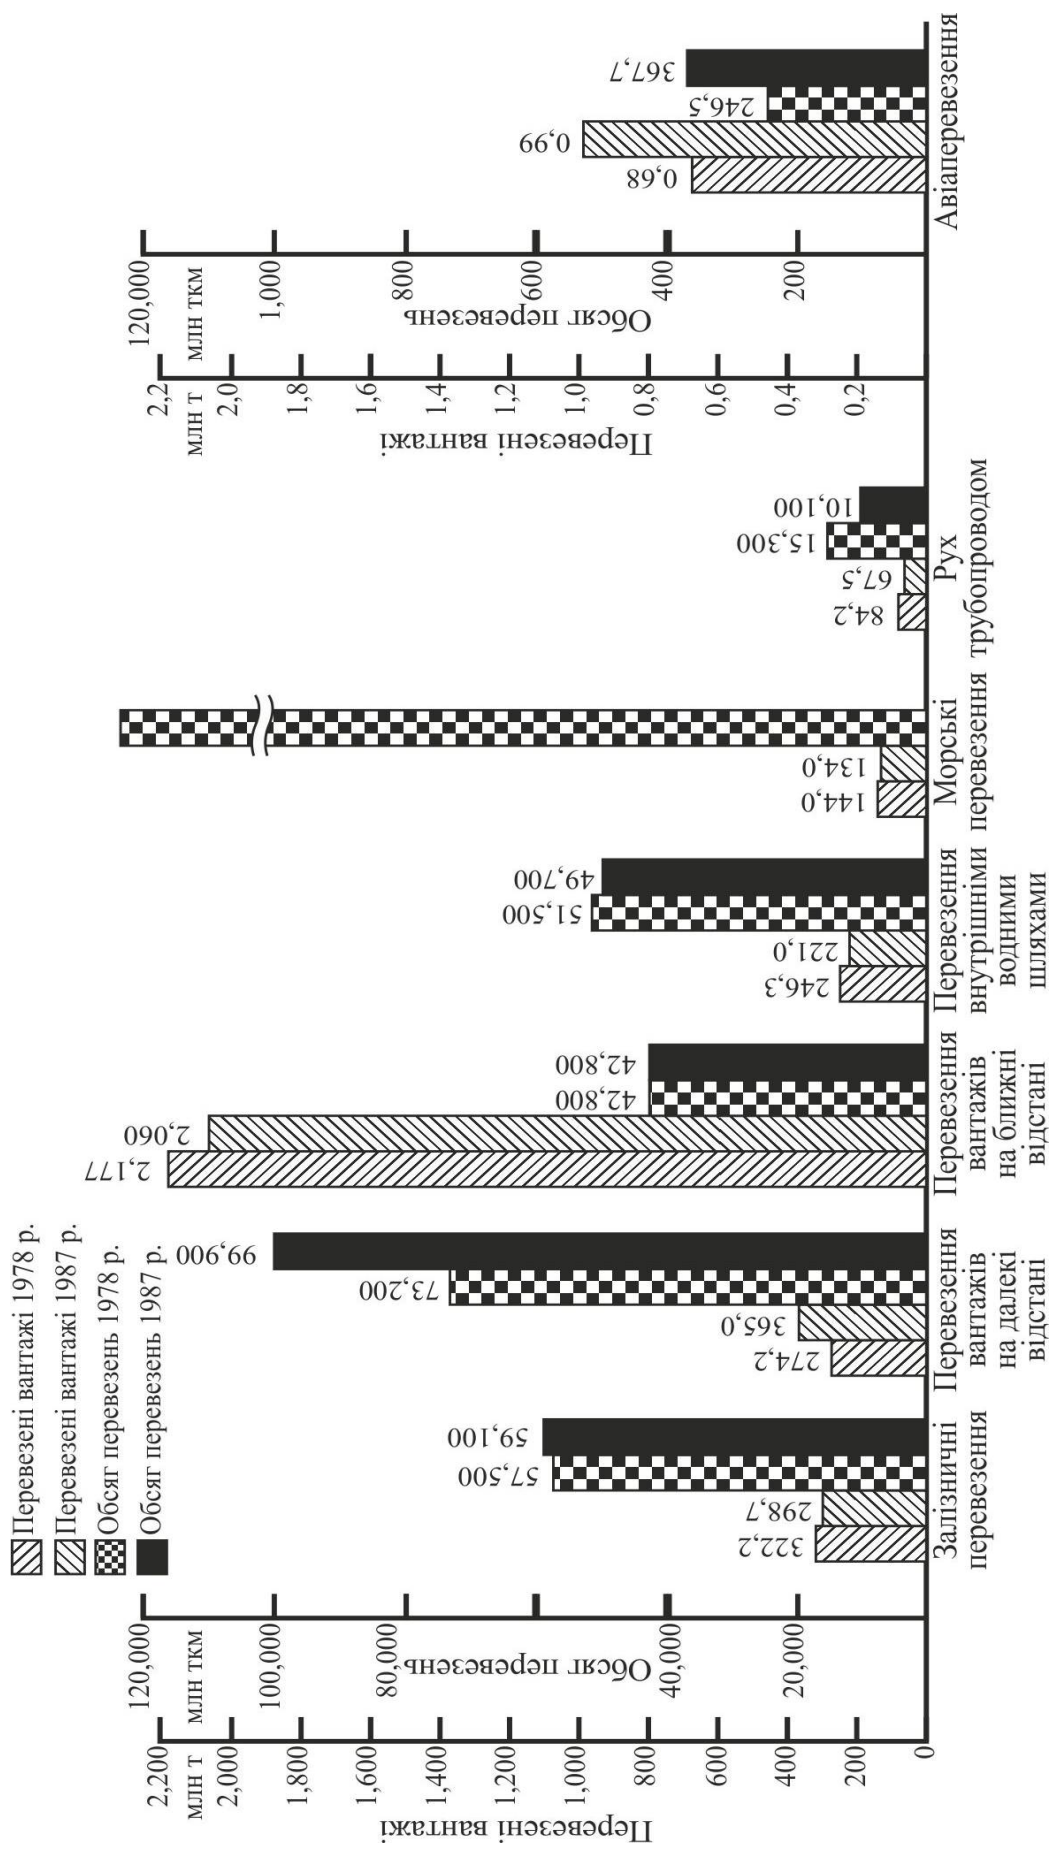 Перевезені вантажі 1978 р.
Перевезені вантажі 1987 р.
Обсяг перевезень 1978 р.
Обсяг перевезень 1987 р.
Перевезені вантажі
млн т
2,200
2,000
1,800
1,600
1,400
1,200
1,000
800
600
400
200
0
Обсяг перевезень
млн ткм
120,000
100,000
80,000
40,000
20,000
322,2
298,7
57,500
59,100
Залізничні
перевезення
274,2
365,0
73,200
99,900
Перевезення
вантажів
на далекі
відстані
2,177
2,060
42,800
42,800
Перевезення
вантажів
на ближні
відстані
246,3
221,0
51,500
49,700
Перевезення
внутрішніми
водними
шляхами
144,0
134,0
Морські
перевезення
84,2
67,5
15,300
10,100
Рух
трубопроводом
Перевезені вантажі
млн т
2,2
2,0
1,8
1,6
1,4
1,2
1,0
0,8
0,6
0,4
0,2
Обсяг перевезень
млн ткм
120,000
1,000
800
600
400
200
0,68
0,99
246,5
367,7
Авіаперевезення